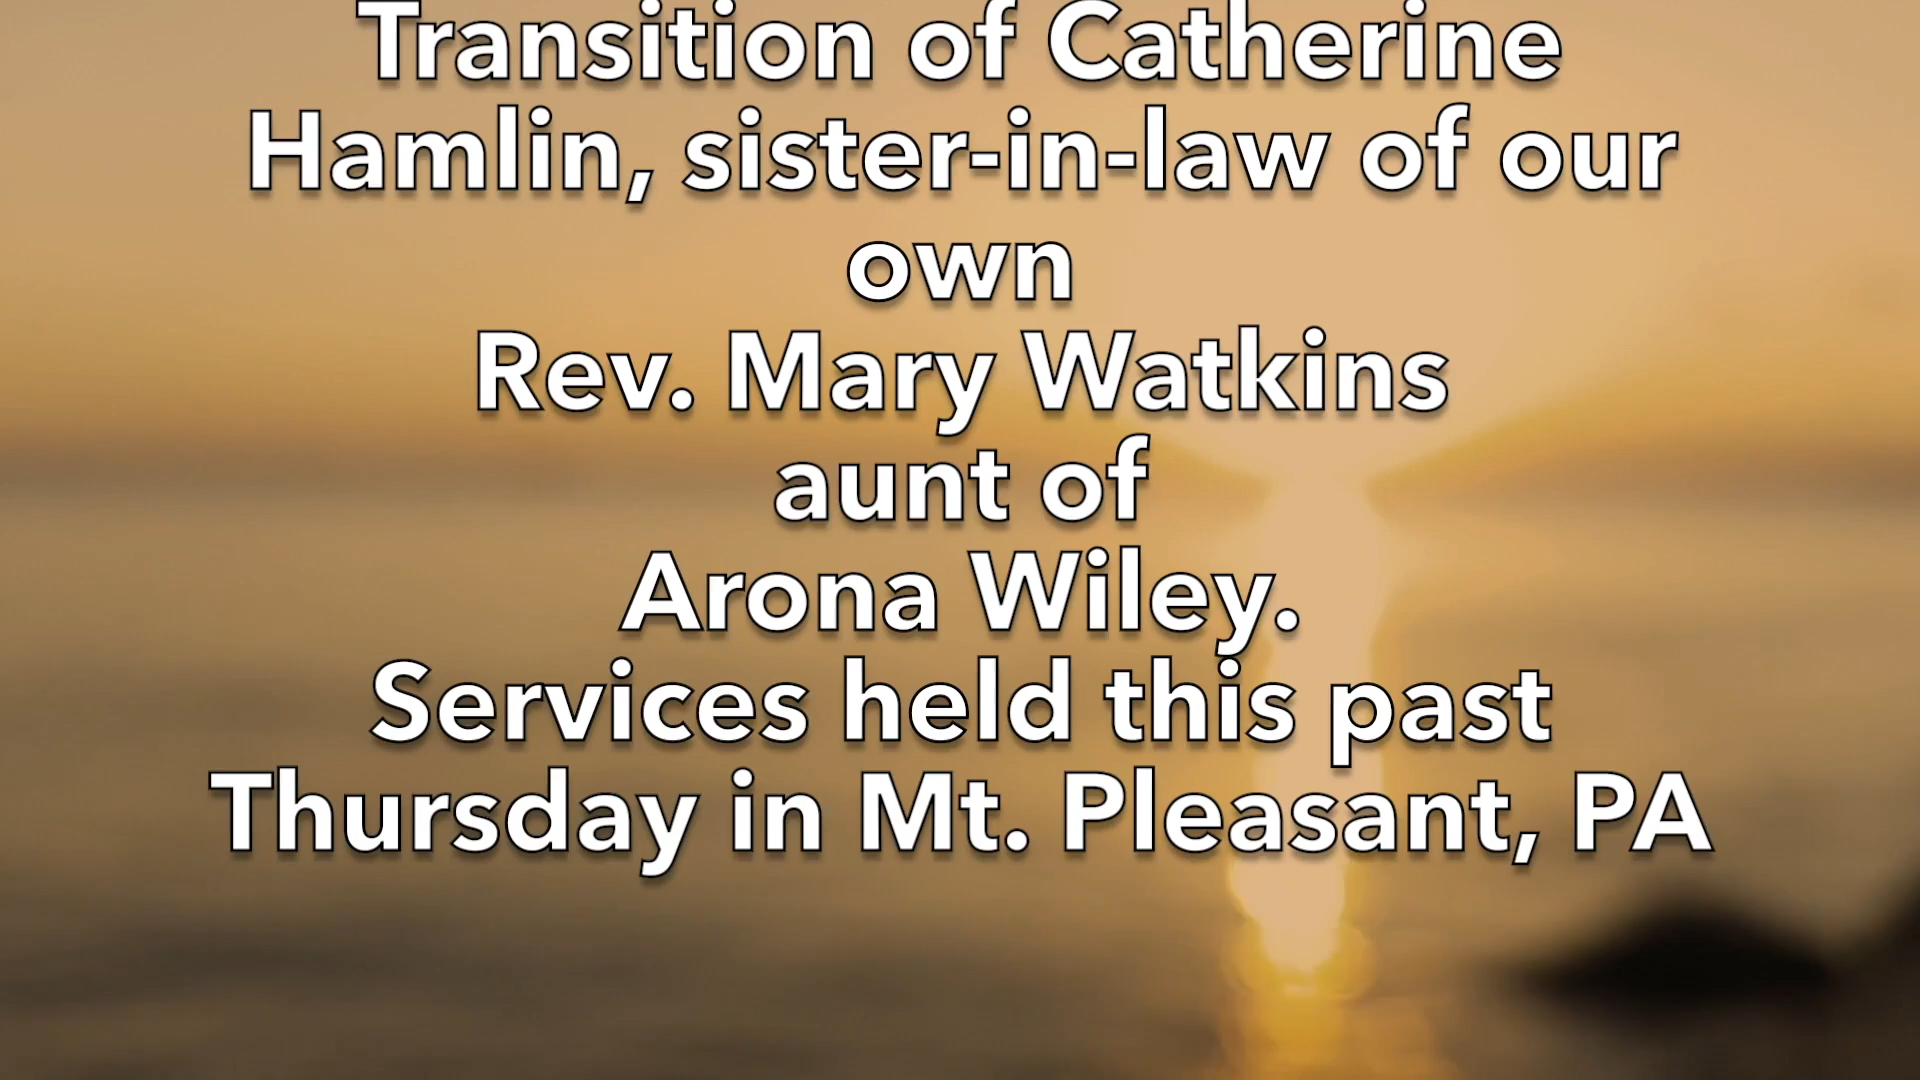 Transition of Catherine
Hamlin, sister-in-law of our
own
Rev. Mary Watkins
aunt of
Arona Wiley.
Services held this past
Thursday in Mt. Pleasant, PA